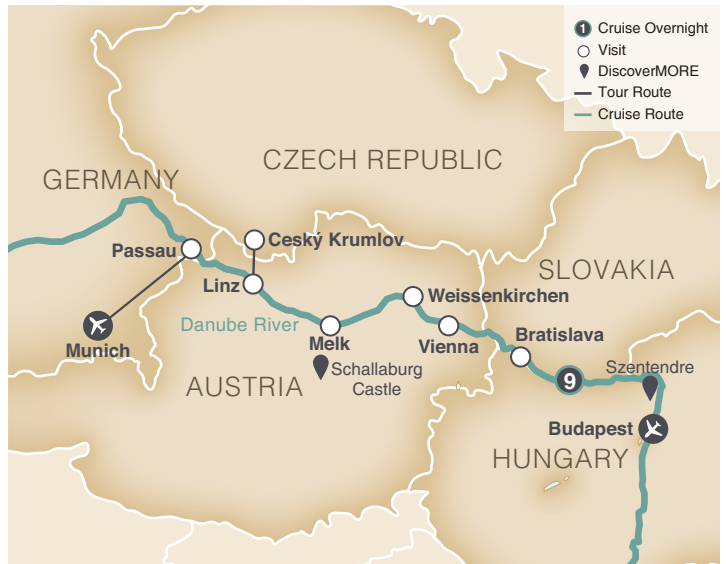 1 Cruise Overnight
Visit
DiscoverMORE
Tour Route
Cruise Route
CZECH REPUBLIC
GERMANY
Ceský Krumlov
Passau
SLOVAKIA
Linz
Weissenkirchen
Danube River
Munich
Melk
Vienna
Bratislava
Schallaburg
Castle
Szentendre
9
AUSTRIA
Budapest
HUNGARY